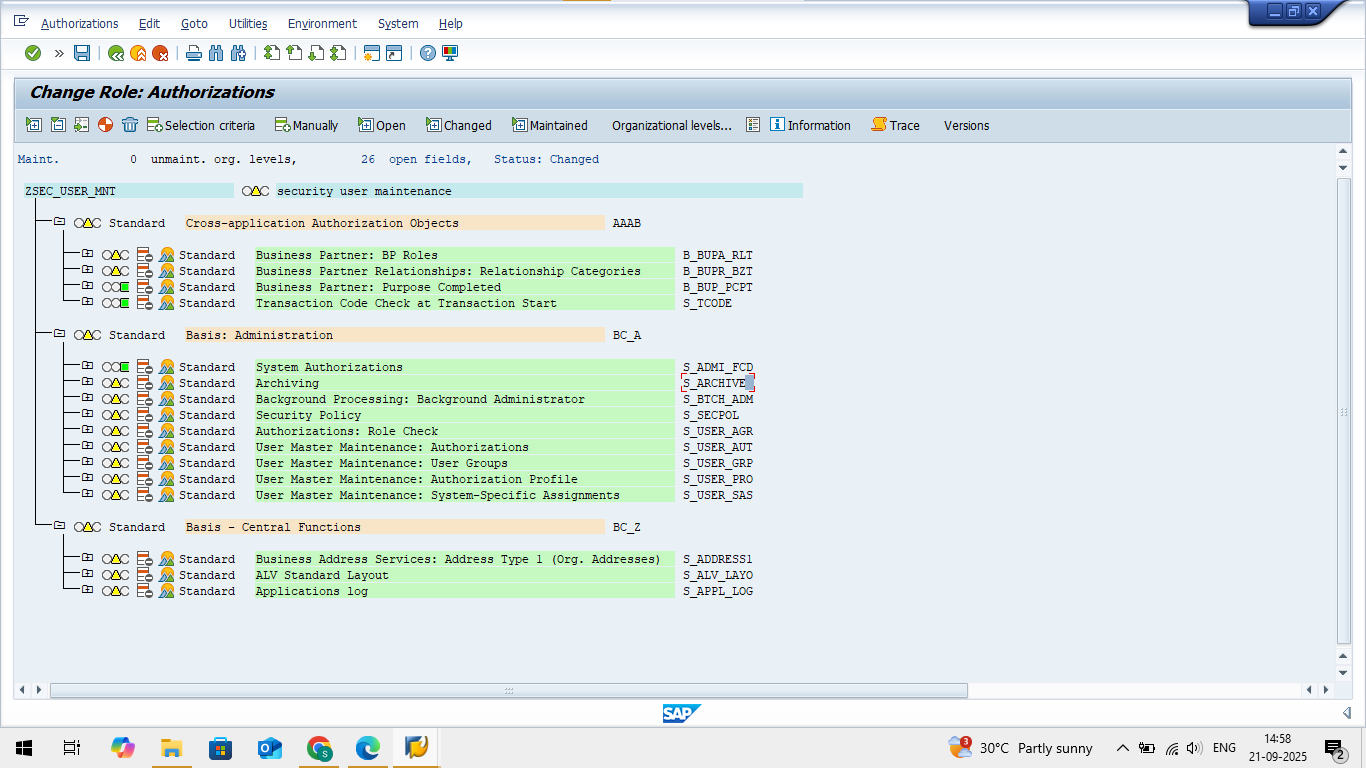 Authorizations Edit Goto Utilities Environment System Help
Change Role: Authorizations
Selection criteria Manually Open Changed Maintained Organizational levels... Information Trace Versions
Maint. 0 unmaint. org. levels, 26 open fields, Status: Changed
ZSEC_USER_MNT security user maintenance
Standard Cross-application Authorization Objects AAAB
Standard Business Partner: BP Roles B_BUPA_RLT
Standard Business Partner Relationships: Relationship Categories B_BUPR_BZT
Standard Business Partner: Purpose Completed B_BUP_PCPT
Standard Transaction Code Check at Transaction Start S_TCODE
Standard Basis: Administration BC_A
Standard System Authorizations S_ADMI_FCD
Standard Archiving S_ARCHIVE
Standard Background Processing: Background Administrator S_BTCH_ADM
Standard Security Policy S_SECPOL
Standard Authorizations: Role Check S_USER_AGR
Standard User Master Maintenance: Authorizations S_USER_AUT
Standard User Master Maintenance: User Groups S_USER_GRP
Standard User Master Maintenance: Authorization Profile S_USER_PRO
Standard User Master Maintenance: System-Specific Assignments S_USER_SAS
Standard Basis - Central Functions BC_Z
Standard Business Address Services: Address Type 1 (Org. Addresses) S_ADDRESS1
Standard ALV Standard Layout S_ALV_LAYO
Standard Applications log S_APPL_LOG
SAP
3 30°C Partly sunny ENG 14:58
21-09-2025 2